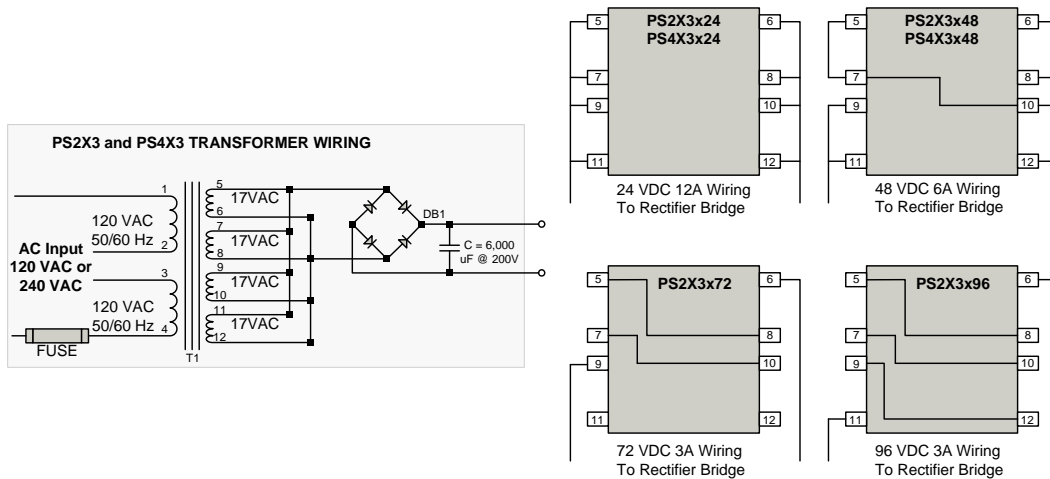 PS2X3 and PS4X3 TRANSFORMER WIRING
1
120 VAC
50/60 Hz
2
AC Input
120 VAC or
240 VAC
3
120 VAC
50/60 Hz
4
FUSE
T1
5
17VAC
6
7
17VAC
8
9
17VAC
10
11
17VAC
12
DB1
C = 6,000
uF @ 200V
5
PS2X3x24
PS4X3x24
6
7
8
9
10
11
12
24 VDC 12A Wiring
To Rectifier Bridge
5
PS2X3x48
PS4X3x48
6
7
8
9
10
11
12
48 VDC 6A Wiring
To Rectifier Bridge
5
PS2X3x72
7
8
9
10
11
12
72 VDC 3A Wiring
To Rectifier Bridge
6
5
PS2X3x96
6
7
8
9
10
11
12
96 VDC 3A Wiring
To Rectifier Bridge